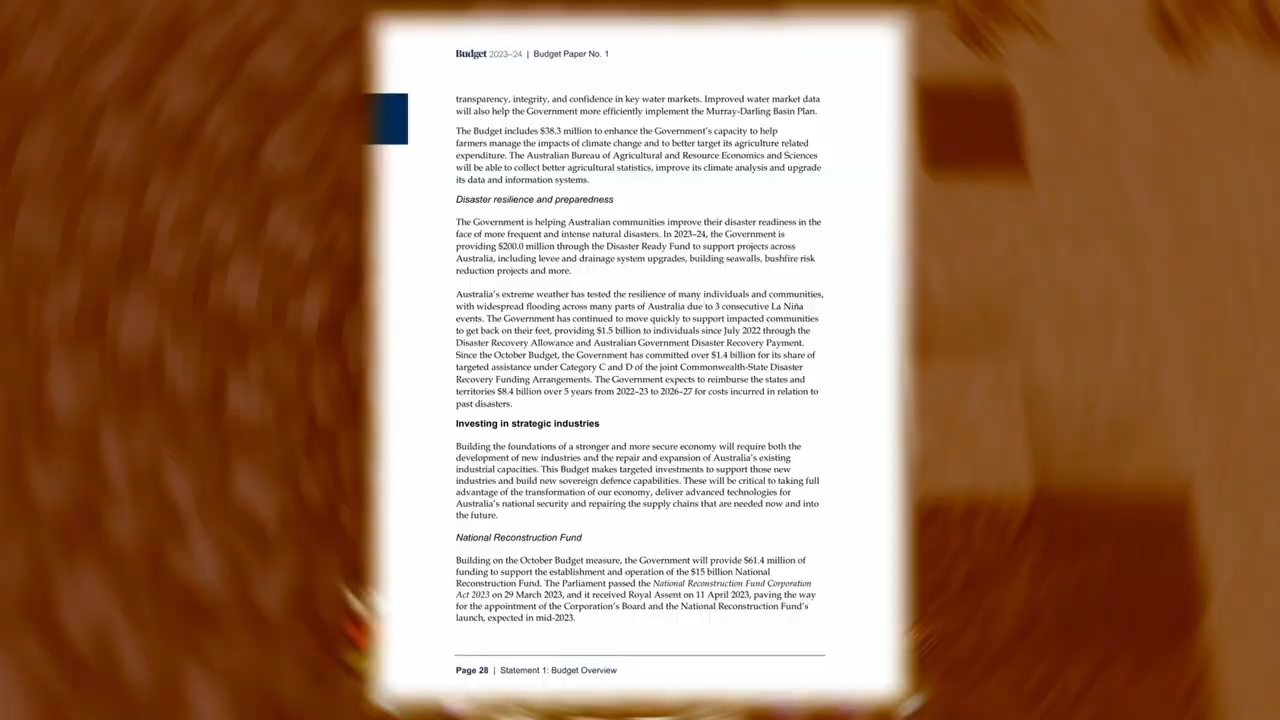 Budget 2023–24 | Budget Paper No. 1
transparency, integrity, and confidence in key water markets. Improved water market data
will also help the Government more efficiently implement the Murray-Darling Basin Plan.
The Budget includes $38.3 million to enhance the Government's capacity to help
farmers manage the impacts of climate change and to better target its agriculture related
expenditure. The Australian Bureau of Agricultural and Resource Economics and Sciences
will be able to collect better agricultural statistics, improve its climate analysis and upgrade
its data and information systems.
Disaster resilience and preparedness
The Government is helping Australian communities improve their disaster readiness in the
face of more frequent and intense natural disasters. In 2023–24, the Government is
providing $200.0 million through the Disaster Ready Fund to support projects across
Australia, including levee and drainage system upgrades, building seawalls, bushfire risk
reduction projects and more.
Australia's extreme weather has tested the resilience of many individuals and communities,
with widespread flooding across many parts of Australia due to 3 consecutive La Niña
events. The Government has continued to move quickly to support impacted communities
to get back on their feet, providing $1.5 billion to individuals since July 2022 through the
Disaster Recovery Allowance and Australian Government Disaster Recovery Payment.
Since the October Budget, the Government has committed over $1.4 billion for its share of
targeted assistance under Category C and D of the joint Commonwealth-State Disaster
Recovery Funding Arrangements. The Government expects to reimburse the states and
territories $8.4 billion over 5 years from 2022–23 to 2026–27 for costs incurred in relation to
past disasters.
Investing in strategic industries
Building the foundations of a stronger and more secure economy will require both the
development of new industries and the repair and expansion of Australia's existing
industrial capacities. This Budget makes targeted investments to support those new
industries and build new sovereign defence capabilities. These will be critical to taking full
advantage of the transformation of our economy, deliver advanced technologies for
Australia's national security and repairing the supply chains that are needed now and into
the future.
National Reconstruction Fund
Building on the October Budget measure, the Government will provide $61.4 million of
funding to support the establishment and operation of the $15 billion National
Reconstruction Fund. The Parliament passed the National Reconstruction Fund Corporation
Act 2023 on 29 March 2023, and it received Royal Assent on 11 April 2023, paving the way
for the appointment of the Corporation's Board and the National Reconstruction Fund's
launch, expected in mid-2023.
Page 28 | Statement 1: Budget Overview